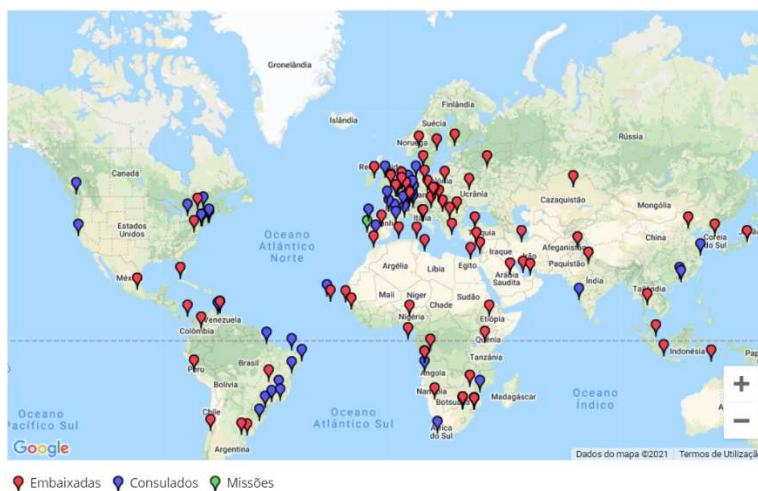 Gronelândia
Finlândia
Islândia
Suécia
Noruega
Rússia
Canadá
Ucrânia
Cazaquistão
Mongólia
Estados
Unidos
Oceano
Atlântico
Norte
Itália
Turquia
Coreia
do Sul
China
Afeganistão
Iraque
Irão
Paquistão
Argélia
Líbia
Egito
Arábia
Saudita
Índia
Tailândia
Mali
Níger
Chade
Sudão
Nigéria
Etiópia
Venezuela
Colômbia
Quénia
Tanzânia
Indonésia
Brasil
Peru
Bolívia
Angola
Namíbia
Botsuana
Madagáscar
Oceano
Índico
Oceano
Pacífico Sul
Chile
Oceano
Atlântico Sul
África
do Sul
Argentina
+
−
Google
Dados do mapa ©2021 Termos de Utilizaçã
Embaixadas Consulados Missões